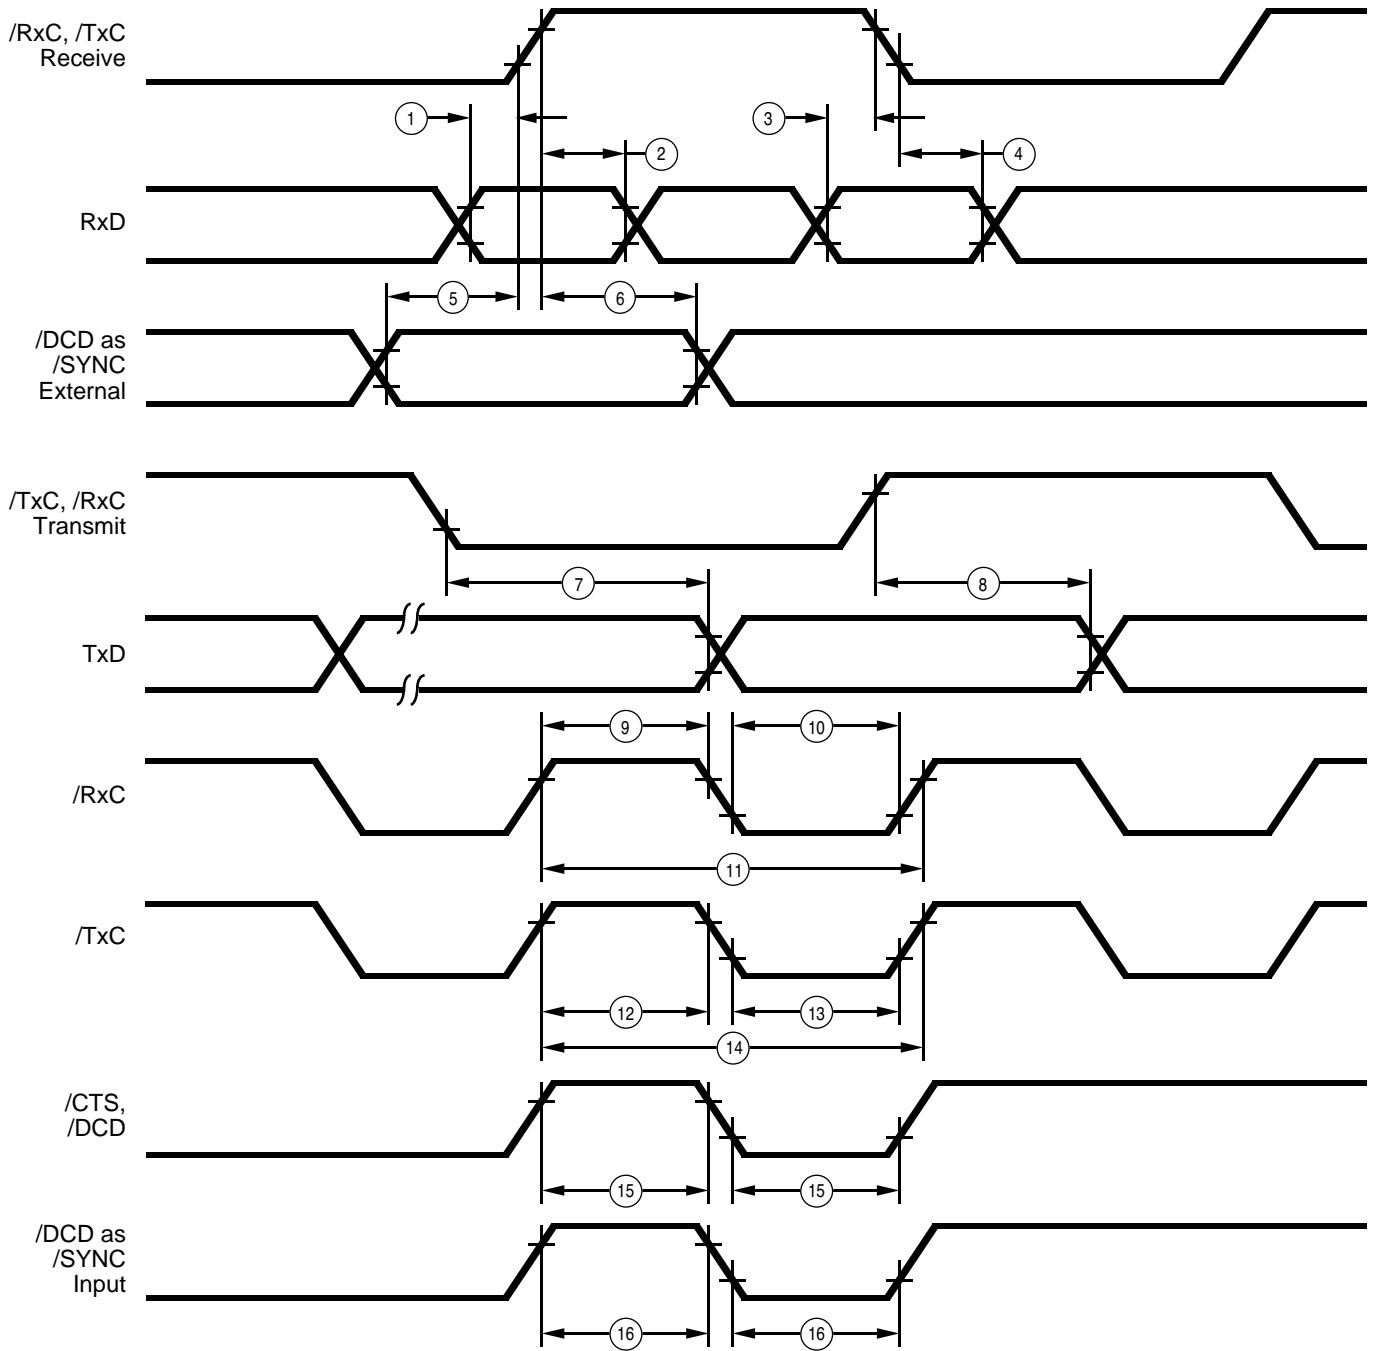 /RxC, /TxC
Receive
1
3
2
4
RxD
5
6
/DCD as
/SYNC
External
/TxC, /RxC
Transmit
7
8
TxD
9
10
/RxC
11
/TxC
12
13
14
/CTS,
/DCD
15
15
/DCD as
/SYNC
Input
16
16